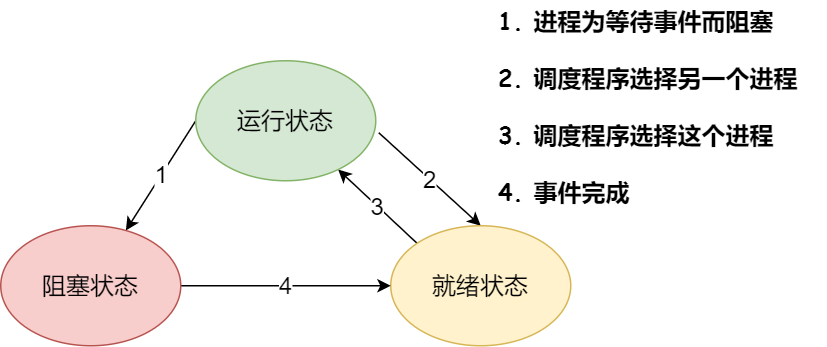 1. 进程为等待事件而阻塞
2. 调度程序选择另一个进程
3. 调度程序选择这个进程
4. 事件完成
运行状态
1
2
3
阻塞状态
4
就绪状态